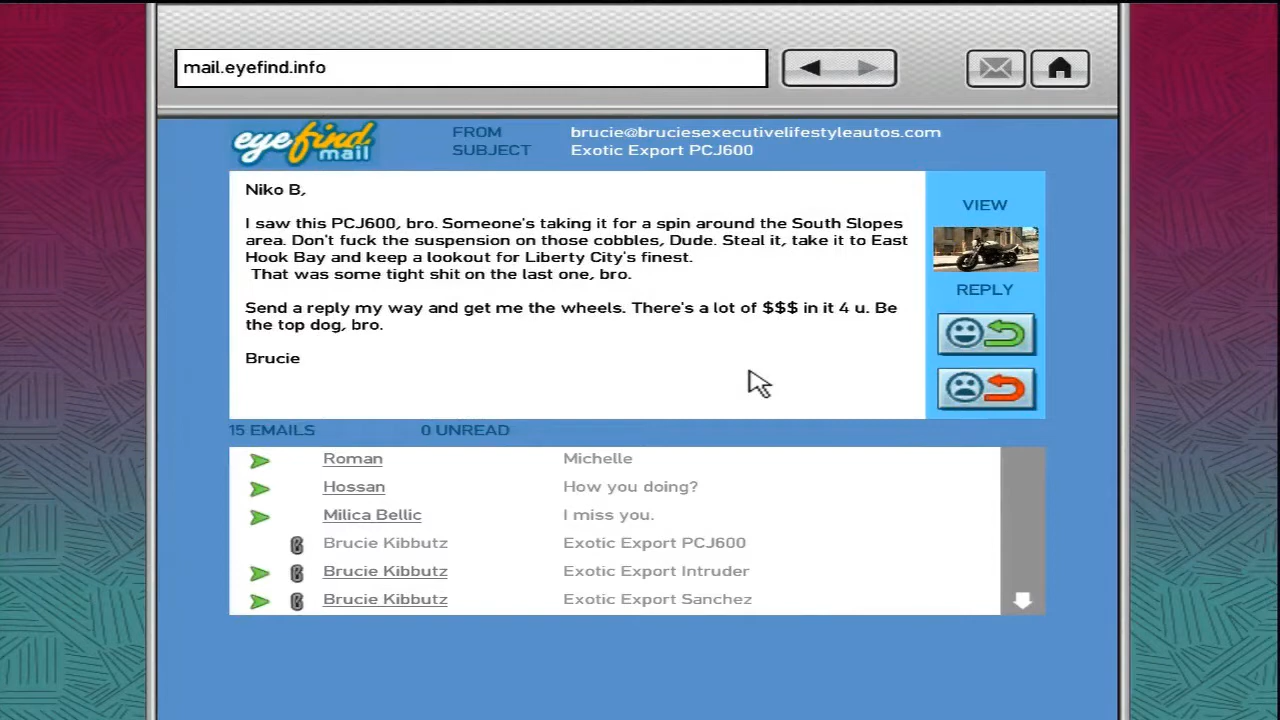 mail.eyefind.info
eyefind mail
FROM brucie@bruciesexecutivelifestyleautos.com
SUBJECT Exotic Export PCJ600
Niko B,
I saw this PCJ600, bro. Someone's taking it for a spin around the South Slopes
area. Don't fuck the suspension on those cobbles, Dude. Steal it, take it to East
Hook Bay and keep a lookout for Liberty City's finest.
That was some tight shit on the last one, bro.
Send a reply my way and get me the wheels. There's a lot of $$$ in it 4 u. Be
the top dog, bro.
Brucie
VIEW
REPLY
15 EMAILS 0 UNREAD
Roman Michelle
Hossan How you doing?
Milica Bellic I miss you.
Brucie Kibbutz Exotic Export PCJ600
Brucie Kibbutz Exotic Export Intruder
Brucie Kibbutz Exotic Export Sanchez